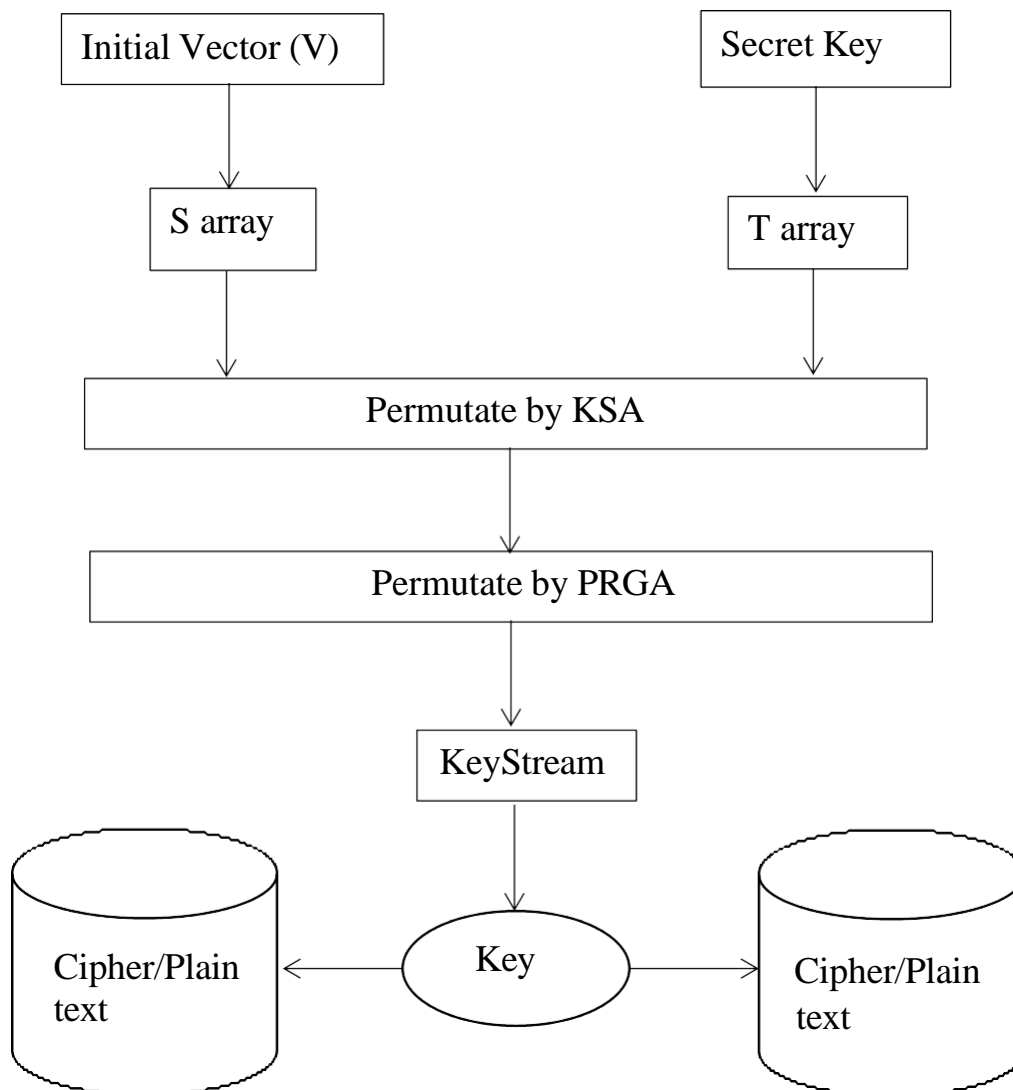 Initial Vector (V)
Secret Key
S array
T array
Permutate by KSA
Permutate by PRGA
KeyStream
Key
Cipher/Plain
text
Cipher/Plain
text